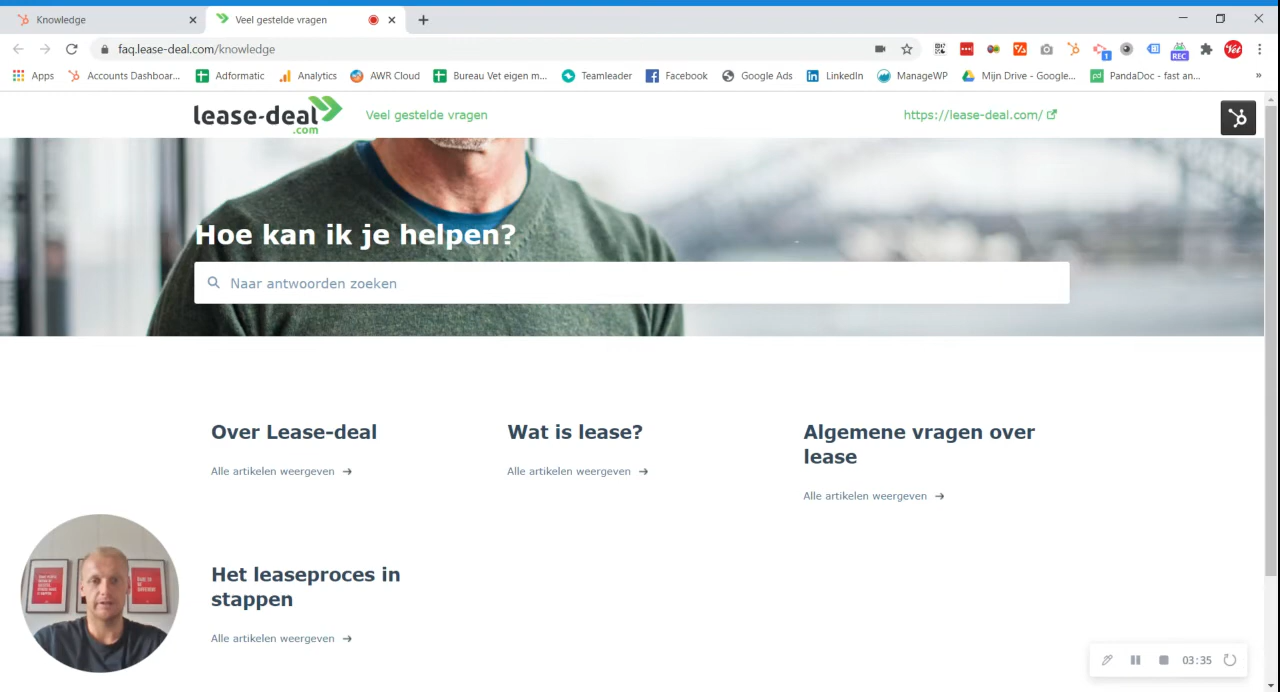 Knowledge
Veel gestelde vragen
faq.lease-deal.com/knowledge
1
REC
Vet
Apps
Accounts Dashboar...
Adformatic
Analytics
AWR Cloud
Bureau Vet eigen m...
Teamleader
Facebook
Google Ads
LinkedIn
ManageWP
Mijn Drive - Google...
pd
PandaDoc - fast an...
»
lease-deal
.com
Veel gestelde vragen
https://lease-deal.com/
Hoe kan ik je helpen?
Naar antwoorden zoeken
Over Lease-deal
Alle artikelen weergeven →
Wat is lease?
Alle artikelen weergeven →
Algemene vragen over
lease
Alle artikelen weergeven →
Het leaseproces in
stappen
Alle artikelen weergeven →
03:35